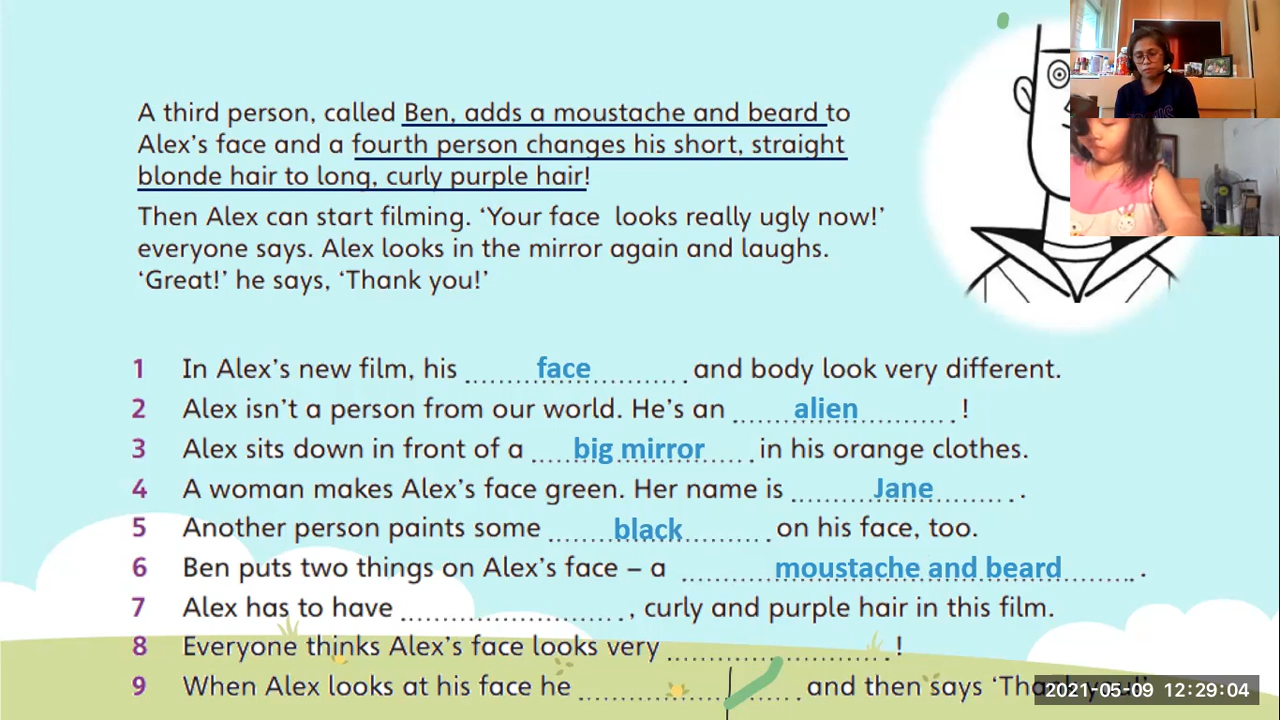 A third person, called Ben, adds a moustache and beard to
Alex's face and a fourth person changes his short, straight
blonde hair to long, curly purple hair!
Then Alex can start filming. ‘Your face looks really ugly now!’
everyone says. Alex looks in the mirror again and laughs.
‘Great!’ he says, ‘Thank you!’
1 In Alex's new film, his face and body look very different.
2 Alex isn't a person from our world. He's an alien !
3 Alex sits down in front of a big mirror in his orange clothes.
4 A woman makes Alex's face green. Her name is Jane .
5 Another person paints some black on his face, too.
6 Ben puts two things on Alex's face – a moustache and beard .
7 Alex has to have ...................... , curly and purple hair in this film.
8 Everyone thinks Alex's face looks very ...................... !
9 When Alex looks at his face he ...................... and then says ‘Thank you!’
2021-05-09 12:29:04